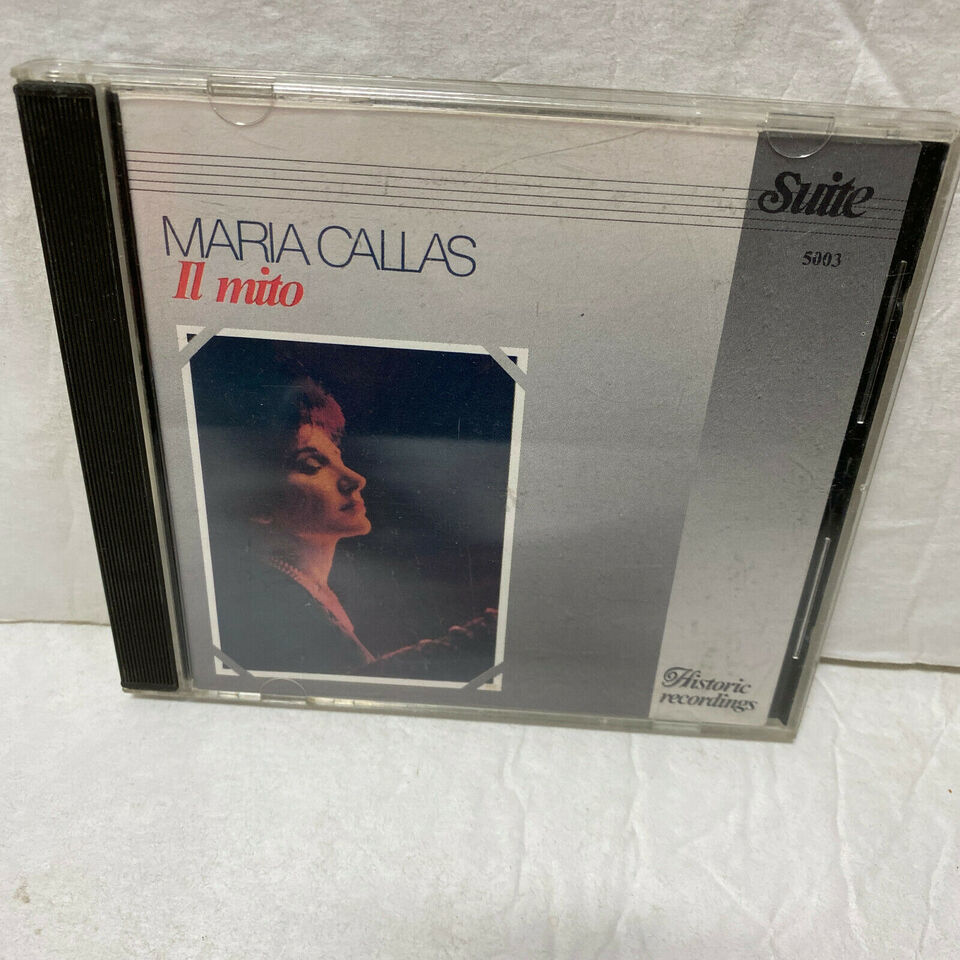 MARIA CALLAS
Il mito
Suite
5003
Historic
recordings